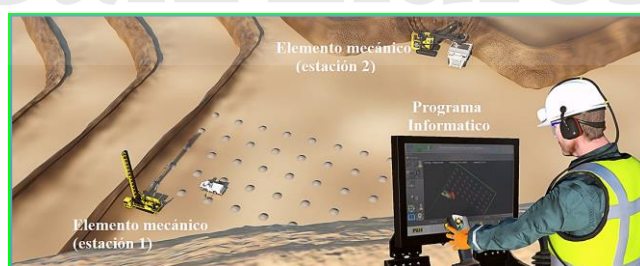 Elemento mecánico
(estación 2)
Programa
Informatico
Elemento mecánico
(estación 1)
P&H